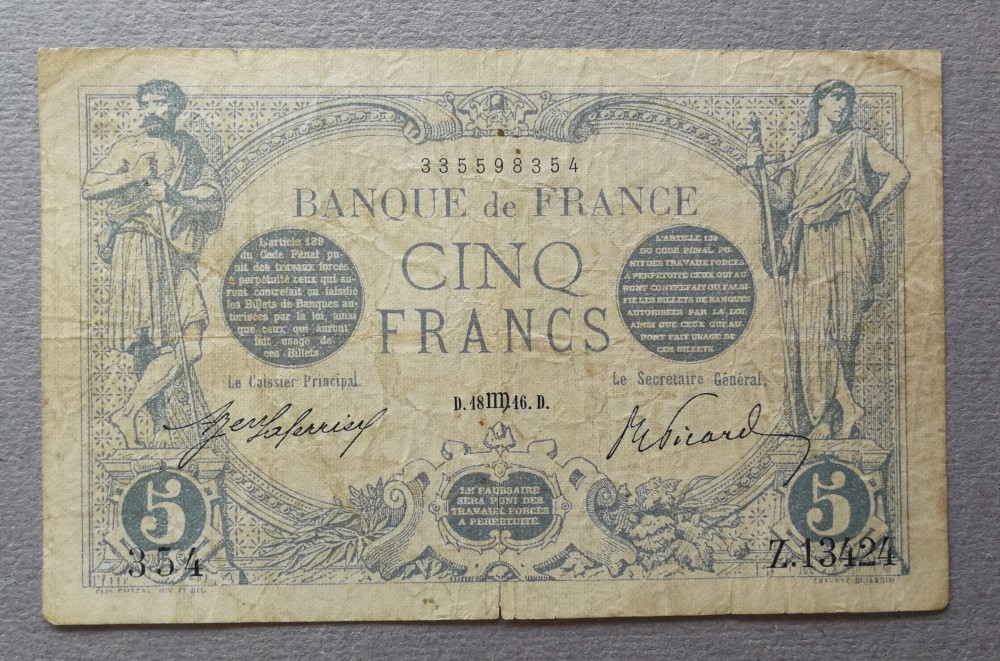 335598354
BANQUE de FRANCE
CINQ
FRANCS
L'article 139
du Code Pénal pu-
nit des travaux forcés
à perpétuité ceux qui au-
ront contrefait ou falsifié
les Billets de Banques au-
torisées par la loi, ainsi
que ceux qui auront
fait usage de
ces Billets.
L'ARTICLE 139
DU CODE PÉNAL PU-
NIT DES TRAVAUX FORCÉS
A PERPÉTUITÉ CEUX QUI AU-
RONT CONTREFAIT OU FALSI-
FIÉ LES BILLETS DE BANQUES
AUTORISÉES PAR LA LOI,
AINSI QUE CEUX QUI AU-
RONT FAIT USAGE DE
CES BILLETS.
Le Caissier Principal.
Le Secrétaire Général.
D.18 16.D.
Picard
LE FAUSSAIRE
SERA PUNI DES
TRAVAUX FORCÉS
A PERPÉTUITÉ.
5
5
354
Z.13424